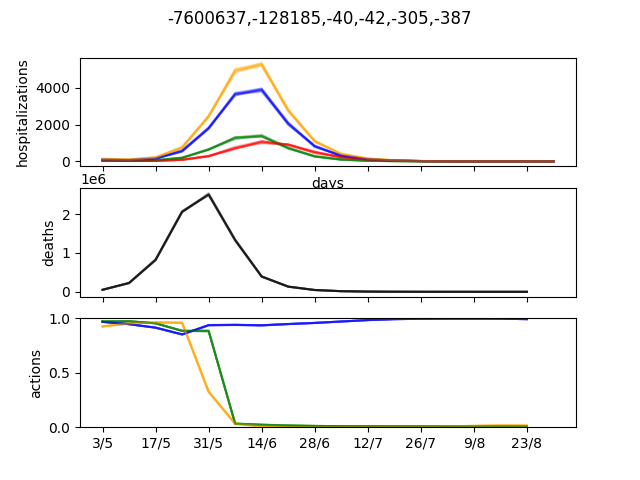 -7600637,-128185,-40,-42,-305,-387
hospitalizations
4000
2000
0
days
1e6
deaths
2
1
0
actions
1.0
0.5
0.0
3/5 17/5 31/5 14/6 28/6 12/7 26/7 9/8 23/8